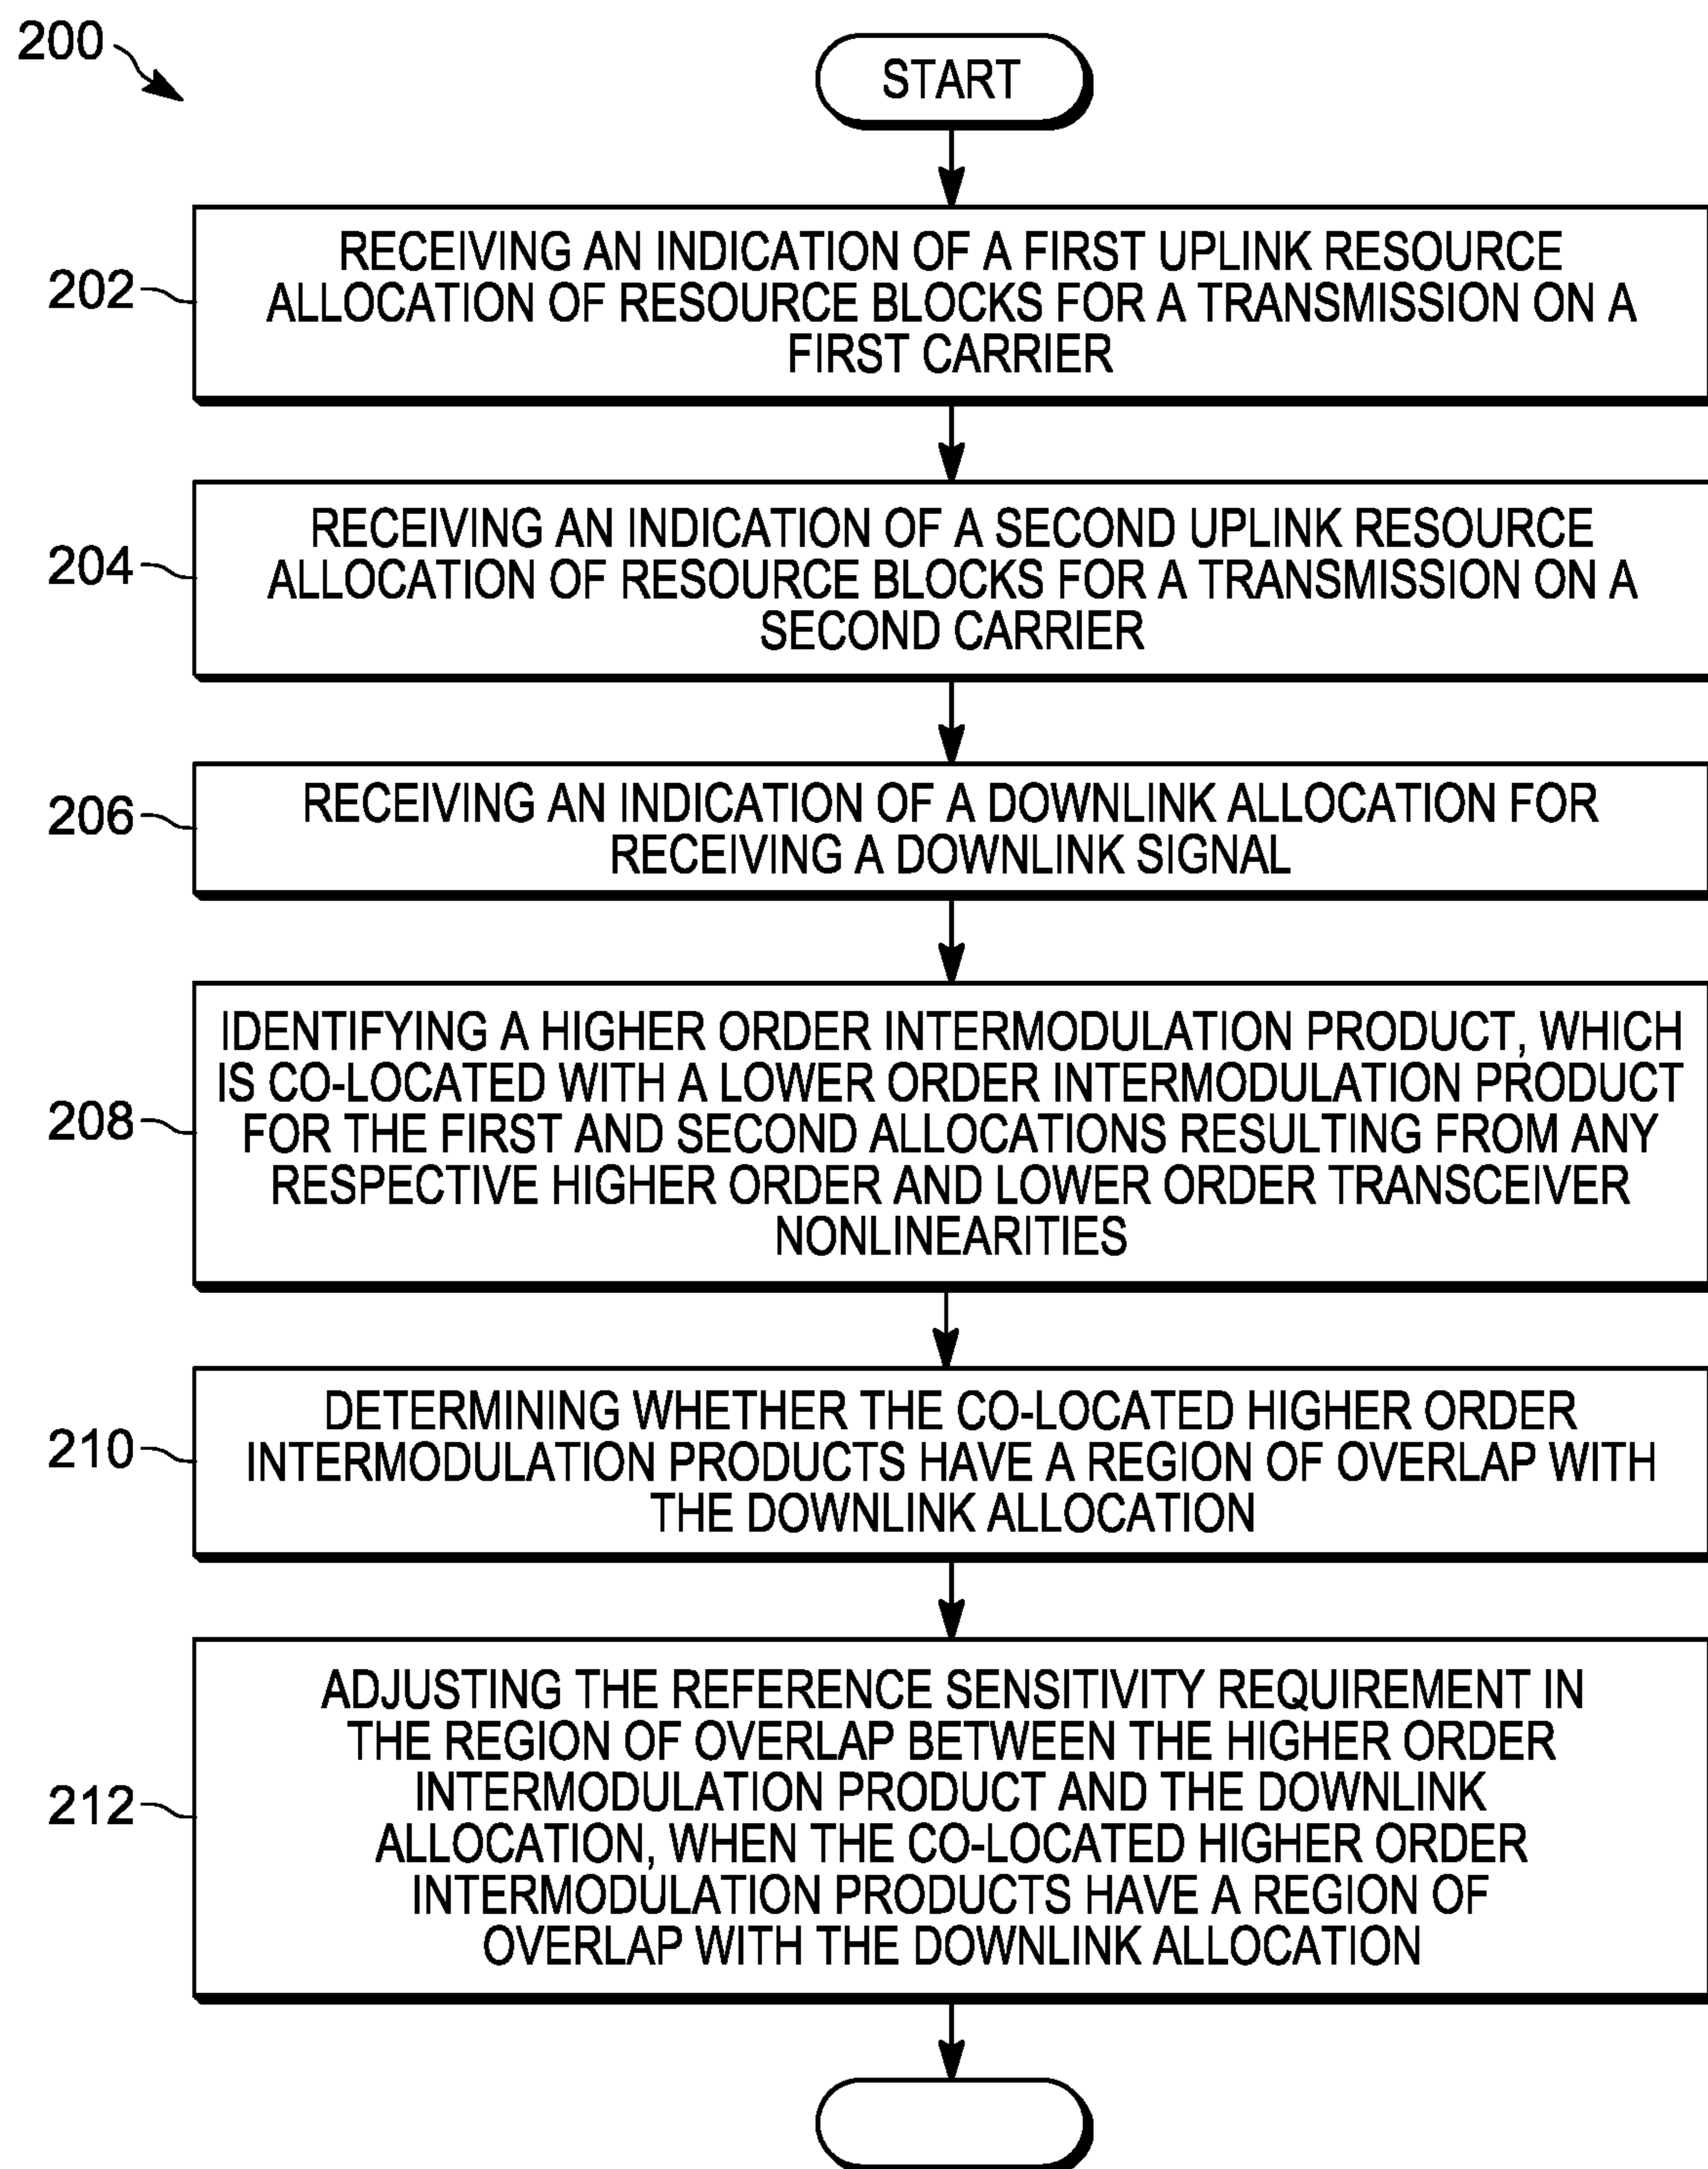 200
START
202
RECEIVING AN INDICATION OF A FIRST UPLINK RESOURCE
ALLOCATION OF RESOURCE BLOCKS FOR A TRANSMISSION ON A
FIRST CARRIER
204
RECEIVING AN INDICATION OF A SECOND UPLINK RESOURCE
ALLOCATION OF RESOURCE BLOCKS FOR A TRANSMISSION ON A
SECOND CARRIER
206
RECEIVING AN INDICATION OF A DOWNLINK ALLOCATION FOR
RECEIVING A DOWNLINK SIGNAL
208
IDENTIFYING A HIGHER ORDER INTERMODULATION PRODUCT, WHICH
IS CO-LOCATED WITH A LOWER ORDER INTERMODULATION PRODUCT
FOR THE FIRST AND SECOND ALLOCATIONS RESULTING FROM ANY
RESPECTIVE HIGHER ORDER AND LOWER ORDER TRANSCEIVER
NONLINEARITIES
210
DETERMINING WHETHER THE CO-LOCATED HIGHER ORDER
INTERMODULATION PRODUCTS HAVE A REGION OF OVERLAP WITH
THE DOWNLINK ALLOCATION
212
ADJUSTING THE REFERENCE SENSITIVITY REQUIREMENT IN
THE REGION OF OVERLAP BETWEEN THE HIGHER ORDER
INTERMODULATION PRODUCT AND THE DOWNLINK
ALLOCATION, WHEN THE CO-LOCATED HIGHER ORDER
INTERMODULATION PRODUCTS HAVE A REGION OF
OVERLAP WITH THE DOWNLINK ALLOCATION